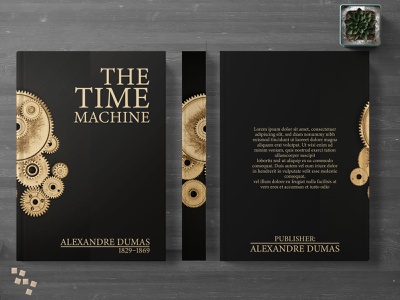 THE
TIME
MACHINE
ALEXANDRE DUMAS
1829-1869
Lorem ipsum dolor sit amet, consectetuer
adipiscing elit, sed diam nonummy nibh
euismod tincidunt ut laoreet dolore magna
aliquam erat volutpat. Ut wisi enim ad
minim veniam, quis nostrud exerci tation
ullamcorper suscipit
lobortis nisl ut aliquip ex ea commodo
consequat. Duis autem vel eum iriure dolor
in hendrerit in vulputate velit esse molestie
consequat,
vel illum dolore eu feugiat nulla facilisis at
vero eros et accumsan et iusto odio
PUBLISHER:
ALEXANDRE DUMAS